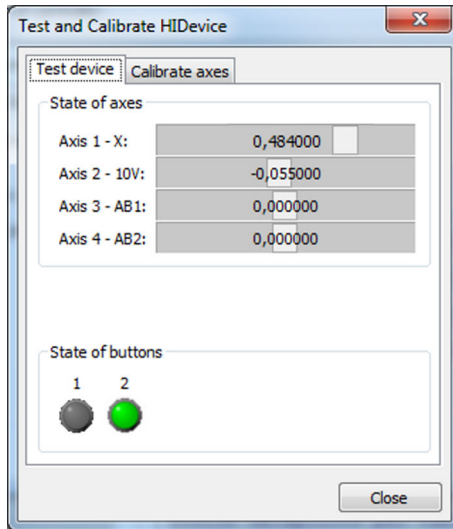 Test and Calibrate HIDevice
Test device Calibrate axes
State of axes
Axis 1 - X: 0,484000
Axis 2 - 10V: -0,055000
Axis 3 - AB1: 0,000000
Axis 4 - AB2: 0,000000
State of buttons
1 2
Close